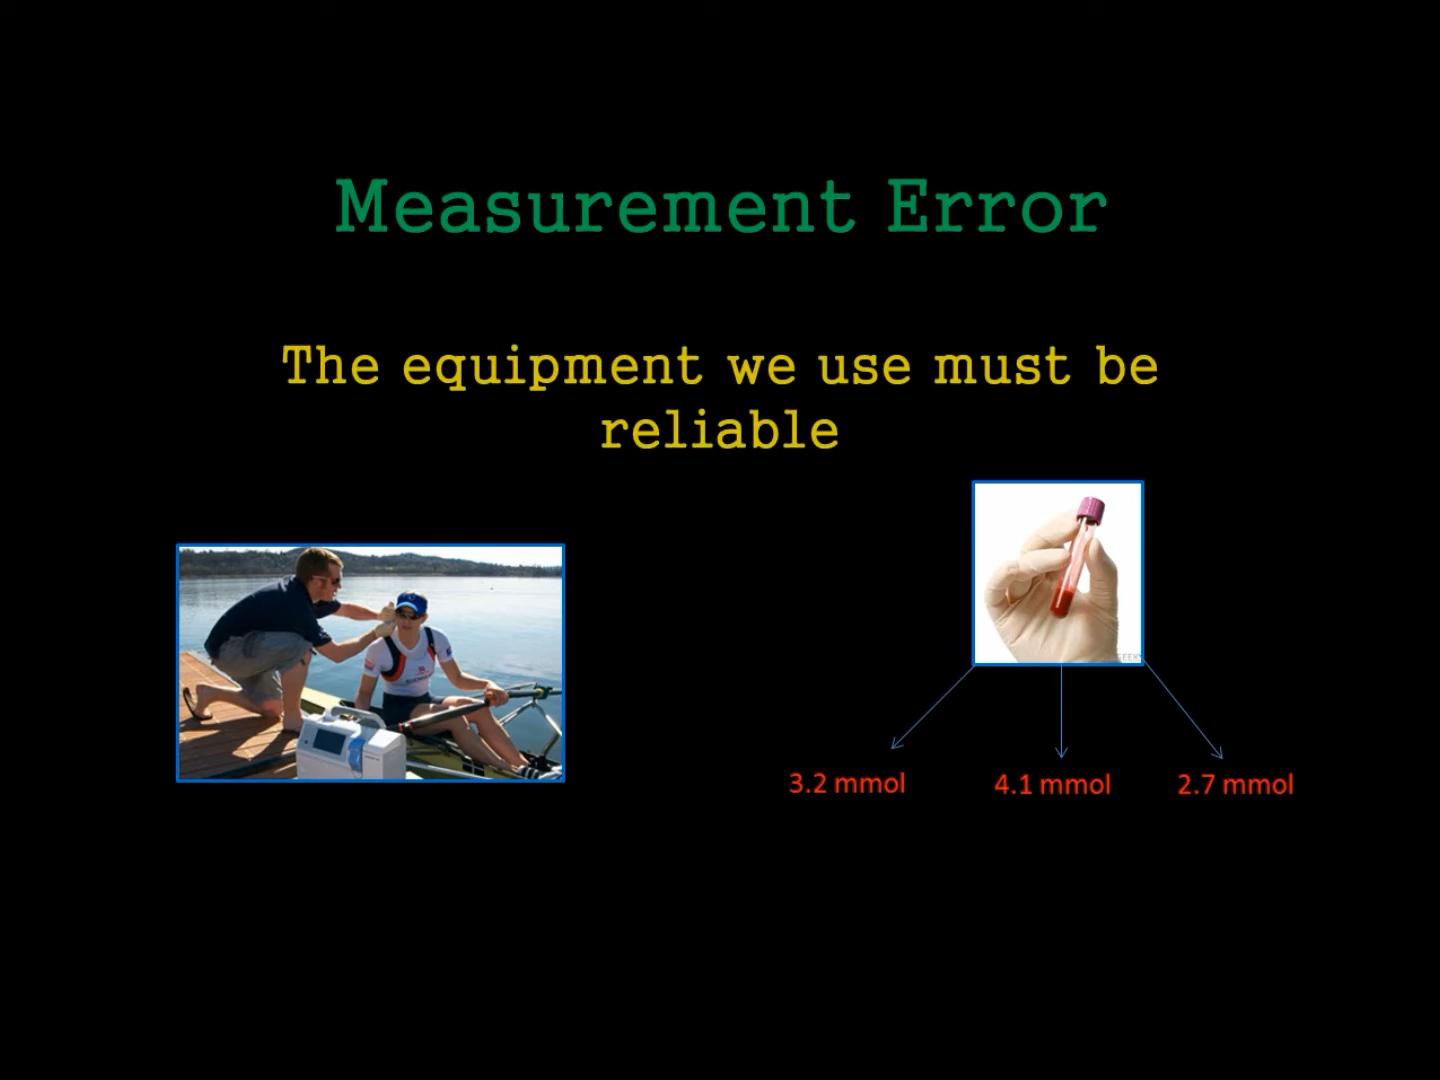 Measurement Error
The equipment we use must be
reliable
3.2 mmol
4.1 mmol
2.7 mmol